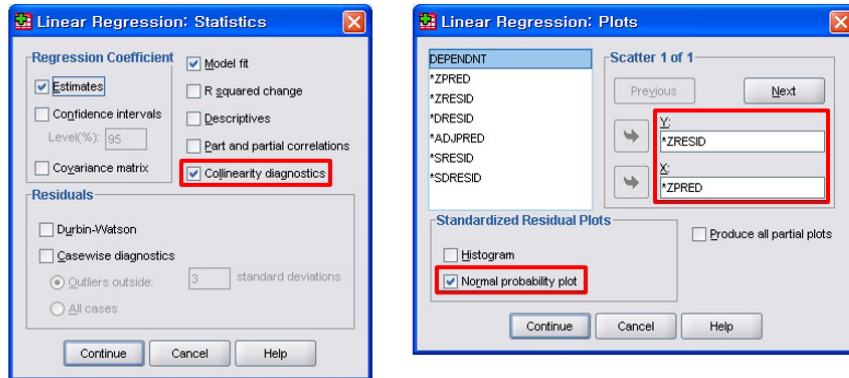 Linear Regression: Statistics
Regression Coefficient
Estimates
Confidence intervals
Level(%): 95
Covariance matrix
Model fit
R squared change
Descriptives
Part and partial correlations
Collinearity diagnostics
Residuals
Durbin-Watson
Casewise diagnostics
Outliers outside: 3 standard deviations
All cases
Continue Cancel Help
Linear Regression: Plots
DEPENDNT
*ZPRED
*ZRESID
*DRESID
*ADJPRED
*SRESID
*SDRESID
Scatter 1 of 1
Previous Next
Y:
*ZRESID
X:
*ZPRED
Standardized Residual Plots
Histogram
Normal probability plot
Produce all partial plots
Continue Cancel Help